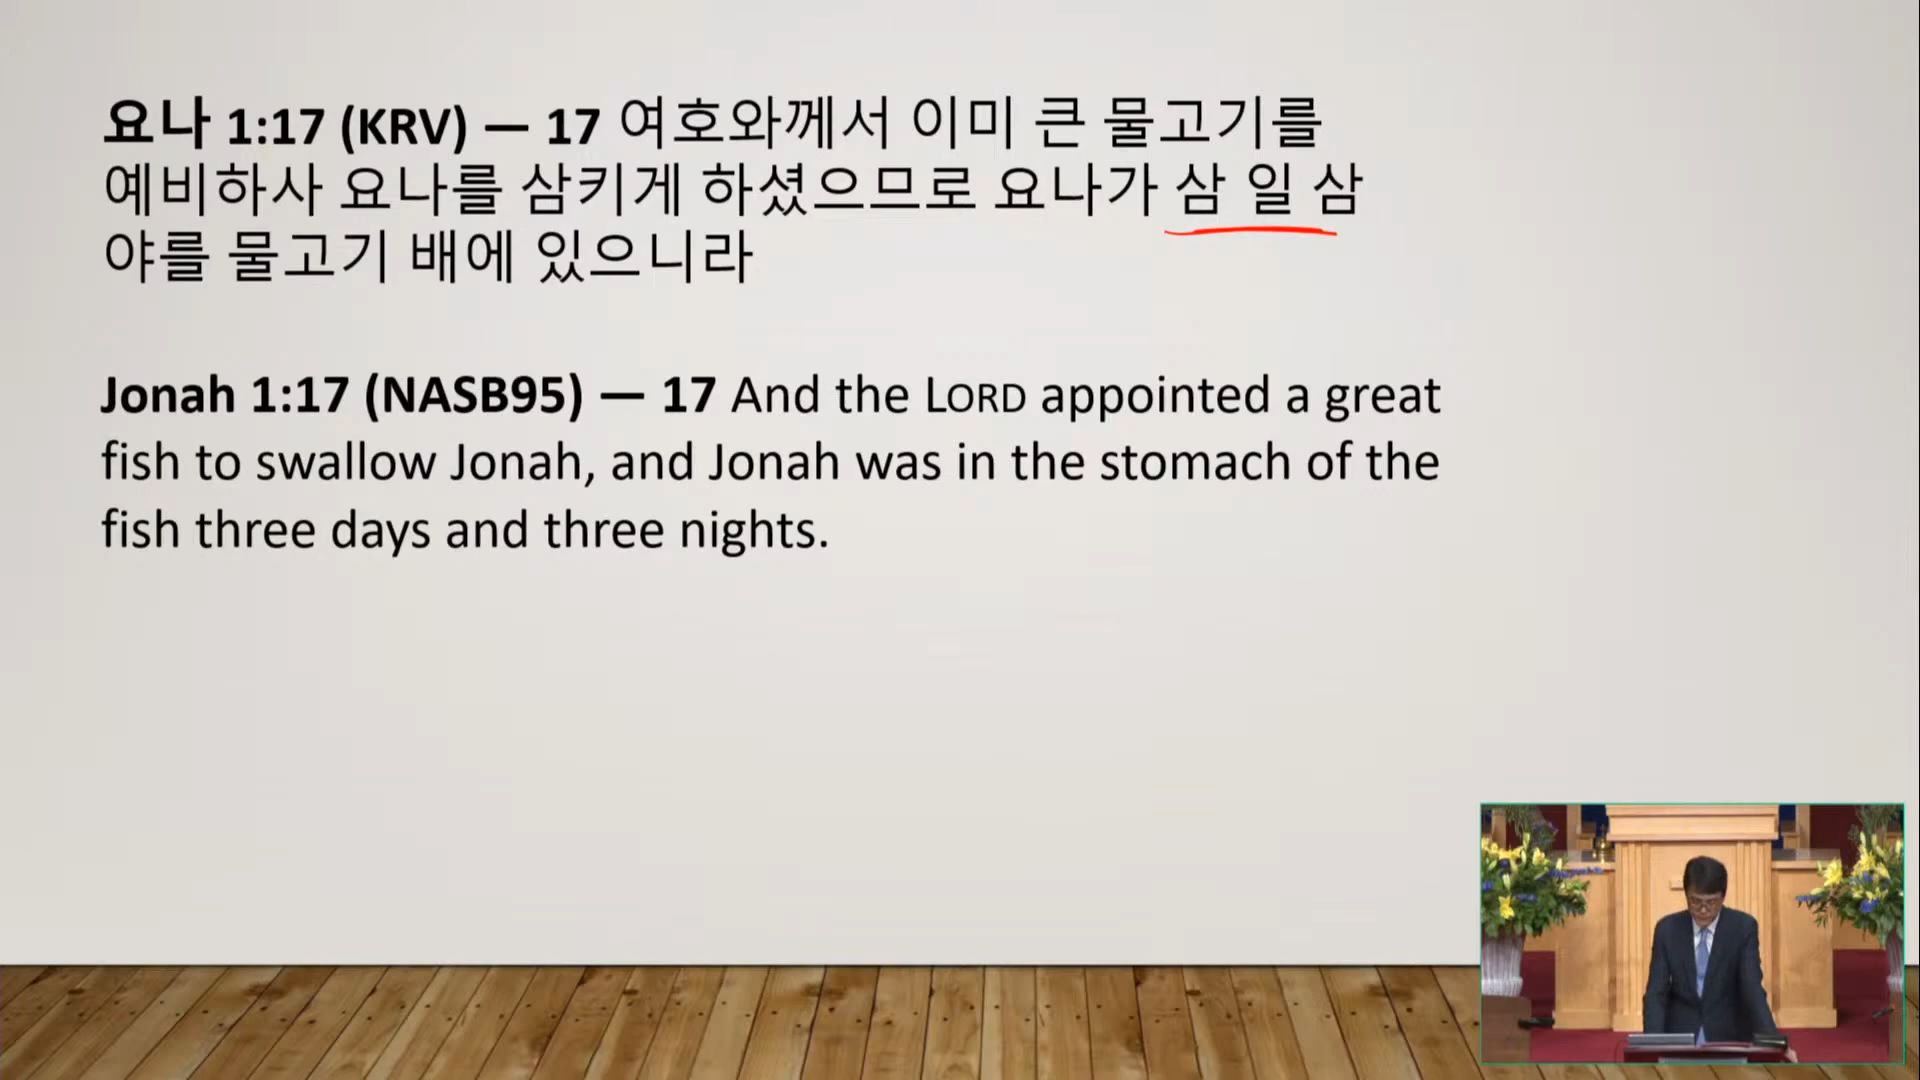 요나 1:17 (KRV) — 17 여호와께서 이미 큰 물고기를
예비하사 요나를 삼키게 하셨으므로 요나가 삼 일 삼
야를 물고기 배에 있으니라
Jonah 1:17 (NASB95) — 17 And the LORD appointed a great
fish to swallow Jonah, and Jonah was in the stomach of the
fish three days and three nights.